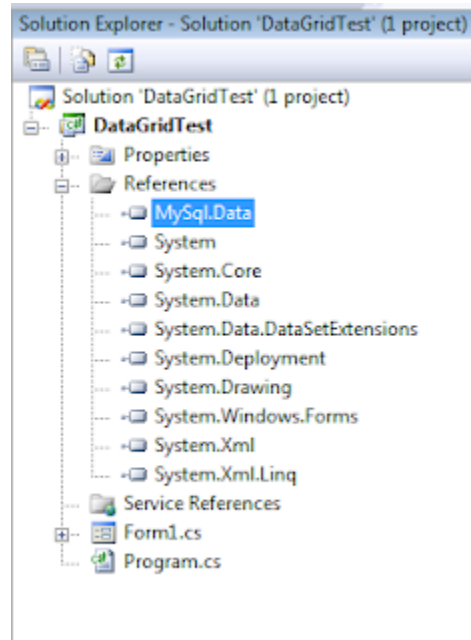 Solution Explorer - Solution 'DataGridTest' (1 project)
Solution 'DataGridTest' (1 project)
DataGridTest
Properties
References
MySql.Data
System
System.Core
System.Data
System.Data.DataSetExtensions
System.Deployment
System.Drawing
System.Windows.Forms
System.Xml
System.Xml.Linq
Service References
Form1.cs
Program.cs